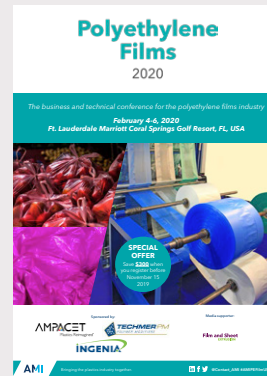 Polyethylene
Films
2020
The business and technical conference for the polyethylene films industry
February 4-6, 2020
Ft. Lauderdale Marriott Coral Springs Golf Resort, FL, USA
SPECIAL
OFFER
Save $300 when
you register before
November 15
2019
Sponsored by:
Media supporter:
AMPACET
TECHMER PM
INGENIA
Film and Sheet
AMI
Bringing the plastics industry together